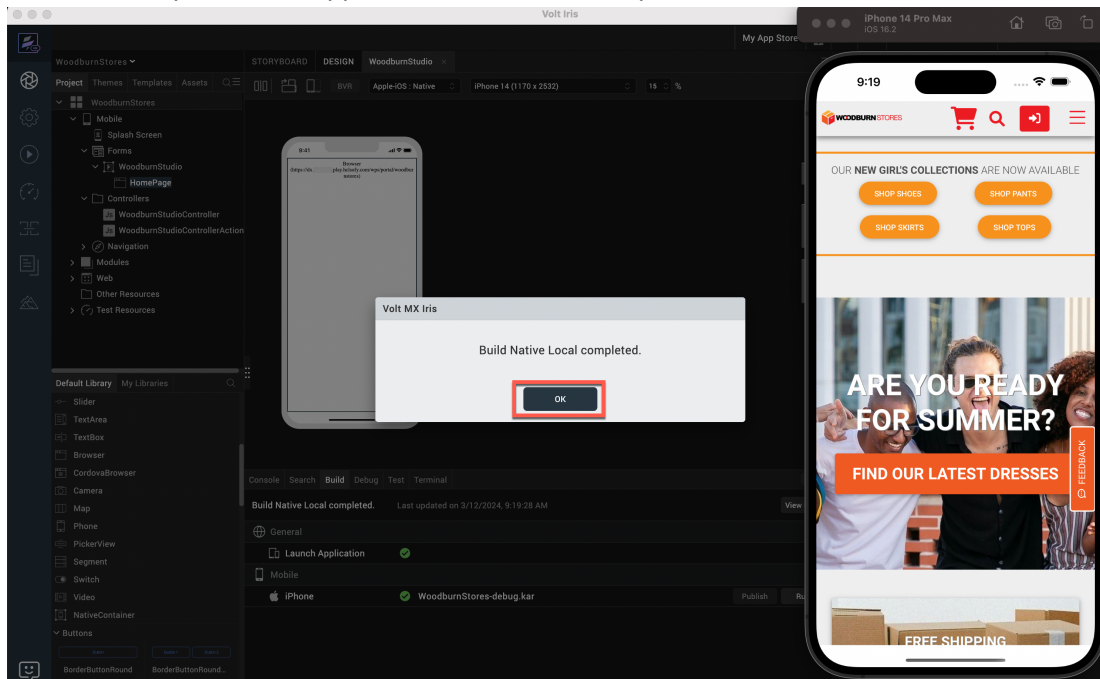 Volt Iris
My App Store
WoodburnStores
STORYBOARD DESIGN WoodburnStudio
Project Themes Templates Assets
BVR Apple-iOS : Native iPhone 14 (1170 x 2532) 15 %
WoodburnStores
Mobile
Splash Screen
Forms
WoodburnStudio
HomePage
Controllers
WoodburnStudioController
WoodburnStudioControllerAction
Navigation
Modules
Web
Other Resources
Test Resources
9:41
Browser
Volt MX Iris
Build Native Local completed.
OK
Default Library My Libraries
Slider
TextArea
TextBox
Browser
CordovaBrowser
Camera
Map
Phone
PickerView
Segment
Switch
Video
NativeContainer
Buttons
BorderButtonRound BorderButtonRound...
Console Search Build Debug Test Terminal
Build Native Local completed. Last updated on 3/12/2024, 9:19:28 AM View
General
Launch Application
Mobile
iPhone WoodburnStores-debug.kar Publish Ru
iPhone 14 Pro Max
iOS 16.2
9:19
WOODBURN STORES
OUR NEW GIRL'S COLLECTIONS ARE NOW AVAILABLE
SHOP SHOES SHOP PANTS
SHOP SKIRTS SHOP TOPS
ARE YOU READY
FOR SUMMER?
FIND OUR LATEST DRESSES
FEEDBACK
FREE SHIPPING